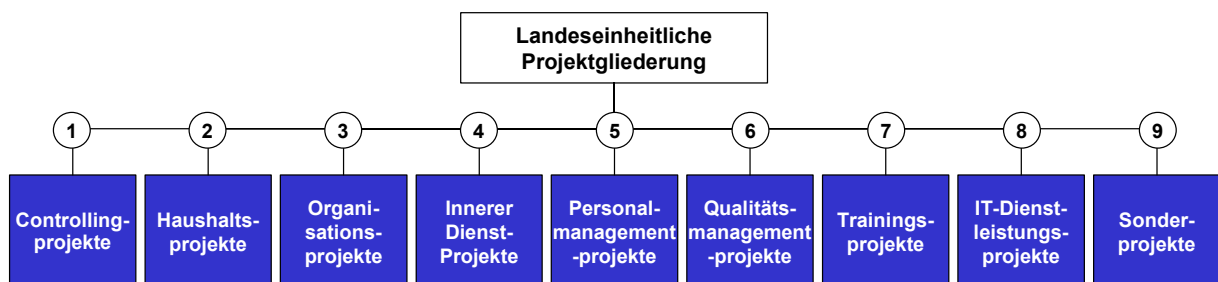 Landeseinheitliche
Projektgliederung
1
2
3
4
5
6
7
8
9
Controlling-
projekte
Haushalts-
projekte
Organi-
sations-
projekte
Innerer
Dienst-
Projekte
Personal-
management
-projekte
Qualitäts-
management
-projekte
Trainings-
projekte
IT-Dienst-
leistungs-
projekte
Sonder-
projekte